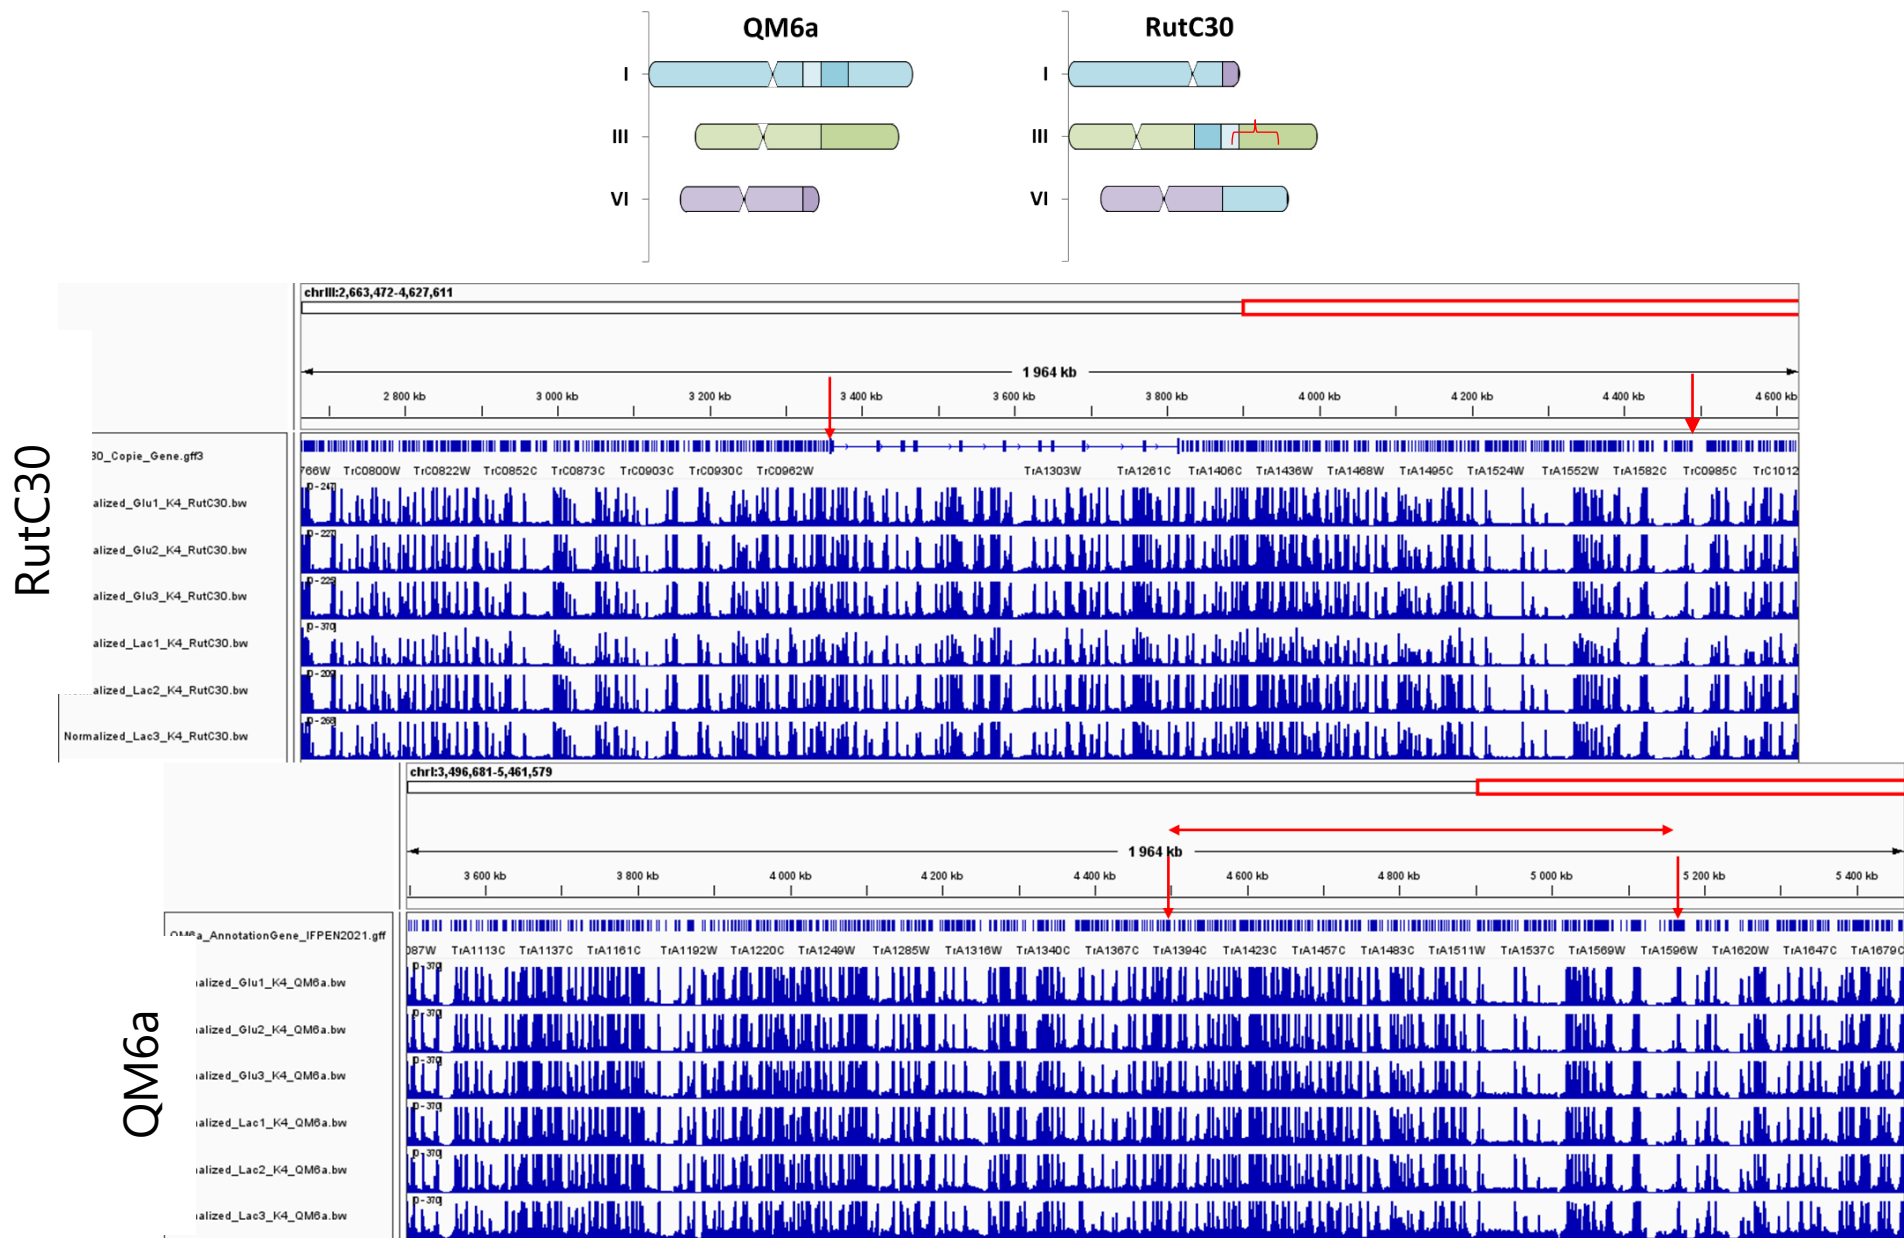 QM6a RutC30
I I
III III
VI VI
RutC30
chrIII:2,663,472-4,627,611
1 964 kb
2 800 kb 3 000 kb 3 200 kb 3 400 kb 3 600 kb 3 800 kb 4 000 kb 4 200 kb 4 400 kb 4 600 kb
30_Copie_Gene.gff3
766W TrC0800W TrC0822W TrC0852C TrC0873C TrC0903C TrC0930C TrC0962W TrA1303W TrA1261C TrA1406C TrA1436W TrA1468W TrA1495C TrA1524W TrA1552W TrA1582C TrC0985C TrC1012
alized_Glu1_K4_RutC30.bw
alized_Glu2_K4_RutC30.bw
alized_Glu3_K4_RutC30.bw
alized_Lac1_K4_RutC30.bw
alized_Lac2_K4_RutC30.bw
Normalized_Lac3_K4_RutC30.bw
QM6a
chrI:3,496,681-5,461,579
1 964 kb
3 600 kb 3 800 kb 4 000 kb 4 200 kb 4 400 kb 4 600 kb 4 800 kb 5 000 kb 5 200 kb 5 400 kb
QM6a_AnnotationGene_IFPEN2021.gff
087W TrA1113C TrA1137C TrA1161C TrA1192W TrA1220C TrA1249W TrA1285W TrA1316W TrA1340C TrA1367C TrA1394C TrA1423C TrA1457C TrA1483C TrA1511W TrA1537C TrA1569W TrA1596W TrA1620W TrA1647C TrA1679C
alized_Glu1_K4_QM6a.bw
alized_Glu2_K4_QM6a.bw
alized_Glu3_K4_QM6a.bw
alized_Lac1_K4_QM6a.bw
alized_Lac2_K4_QM6a.bw
alized_Lac3_K4_QM6a.bw